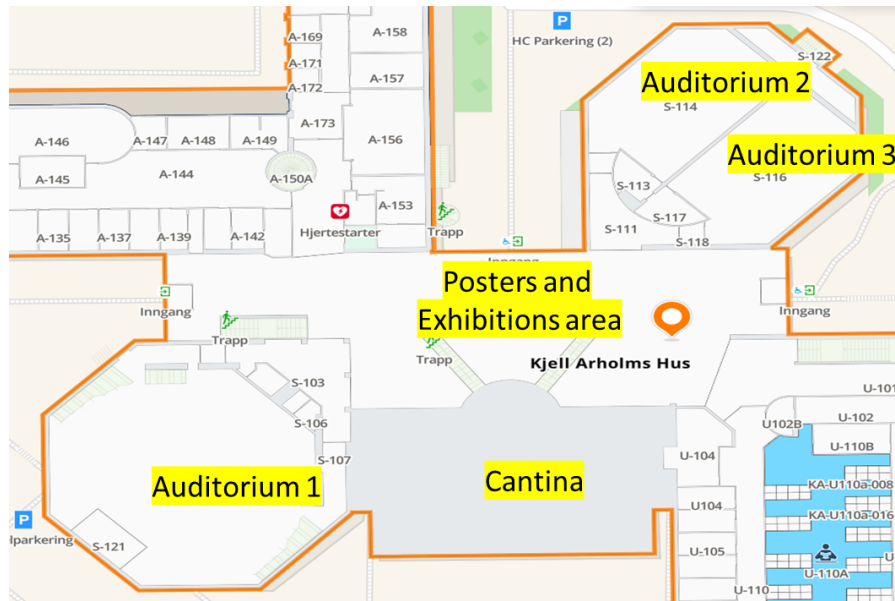 A-169
A-158
P
HC Parkering (2)
S-122
A-171
A-157
A-172
Auditorium 2
S-114
A-173
A-146
A-147
A-148
A-149
A-156
Auditorium 3
A-145
A-144
A-150A
S-113
S-116
A-153
S-117
S-111
S-118
A-135
A-137
A-139
A-142
Hjertestarter
Trapp
Inngang
Posters and
Exhibitions area
Inngang
Inngang
Trapp
Trapp
Kjell Arholms Hus
S-103
U-101
S-106
U102B
U-102
U-110B
S-107
U-104
Auditorium 1
Cantina
KA-U110a-008
U104
KA-U110a-016
P
lparkering
S-121
U-105
U-110A
U-110